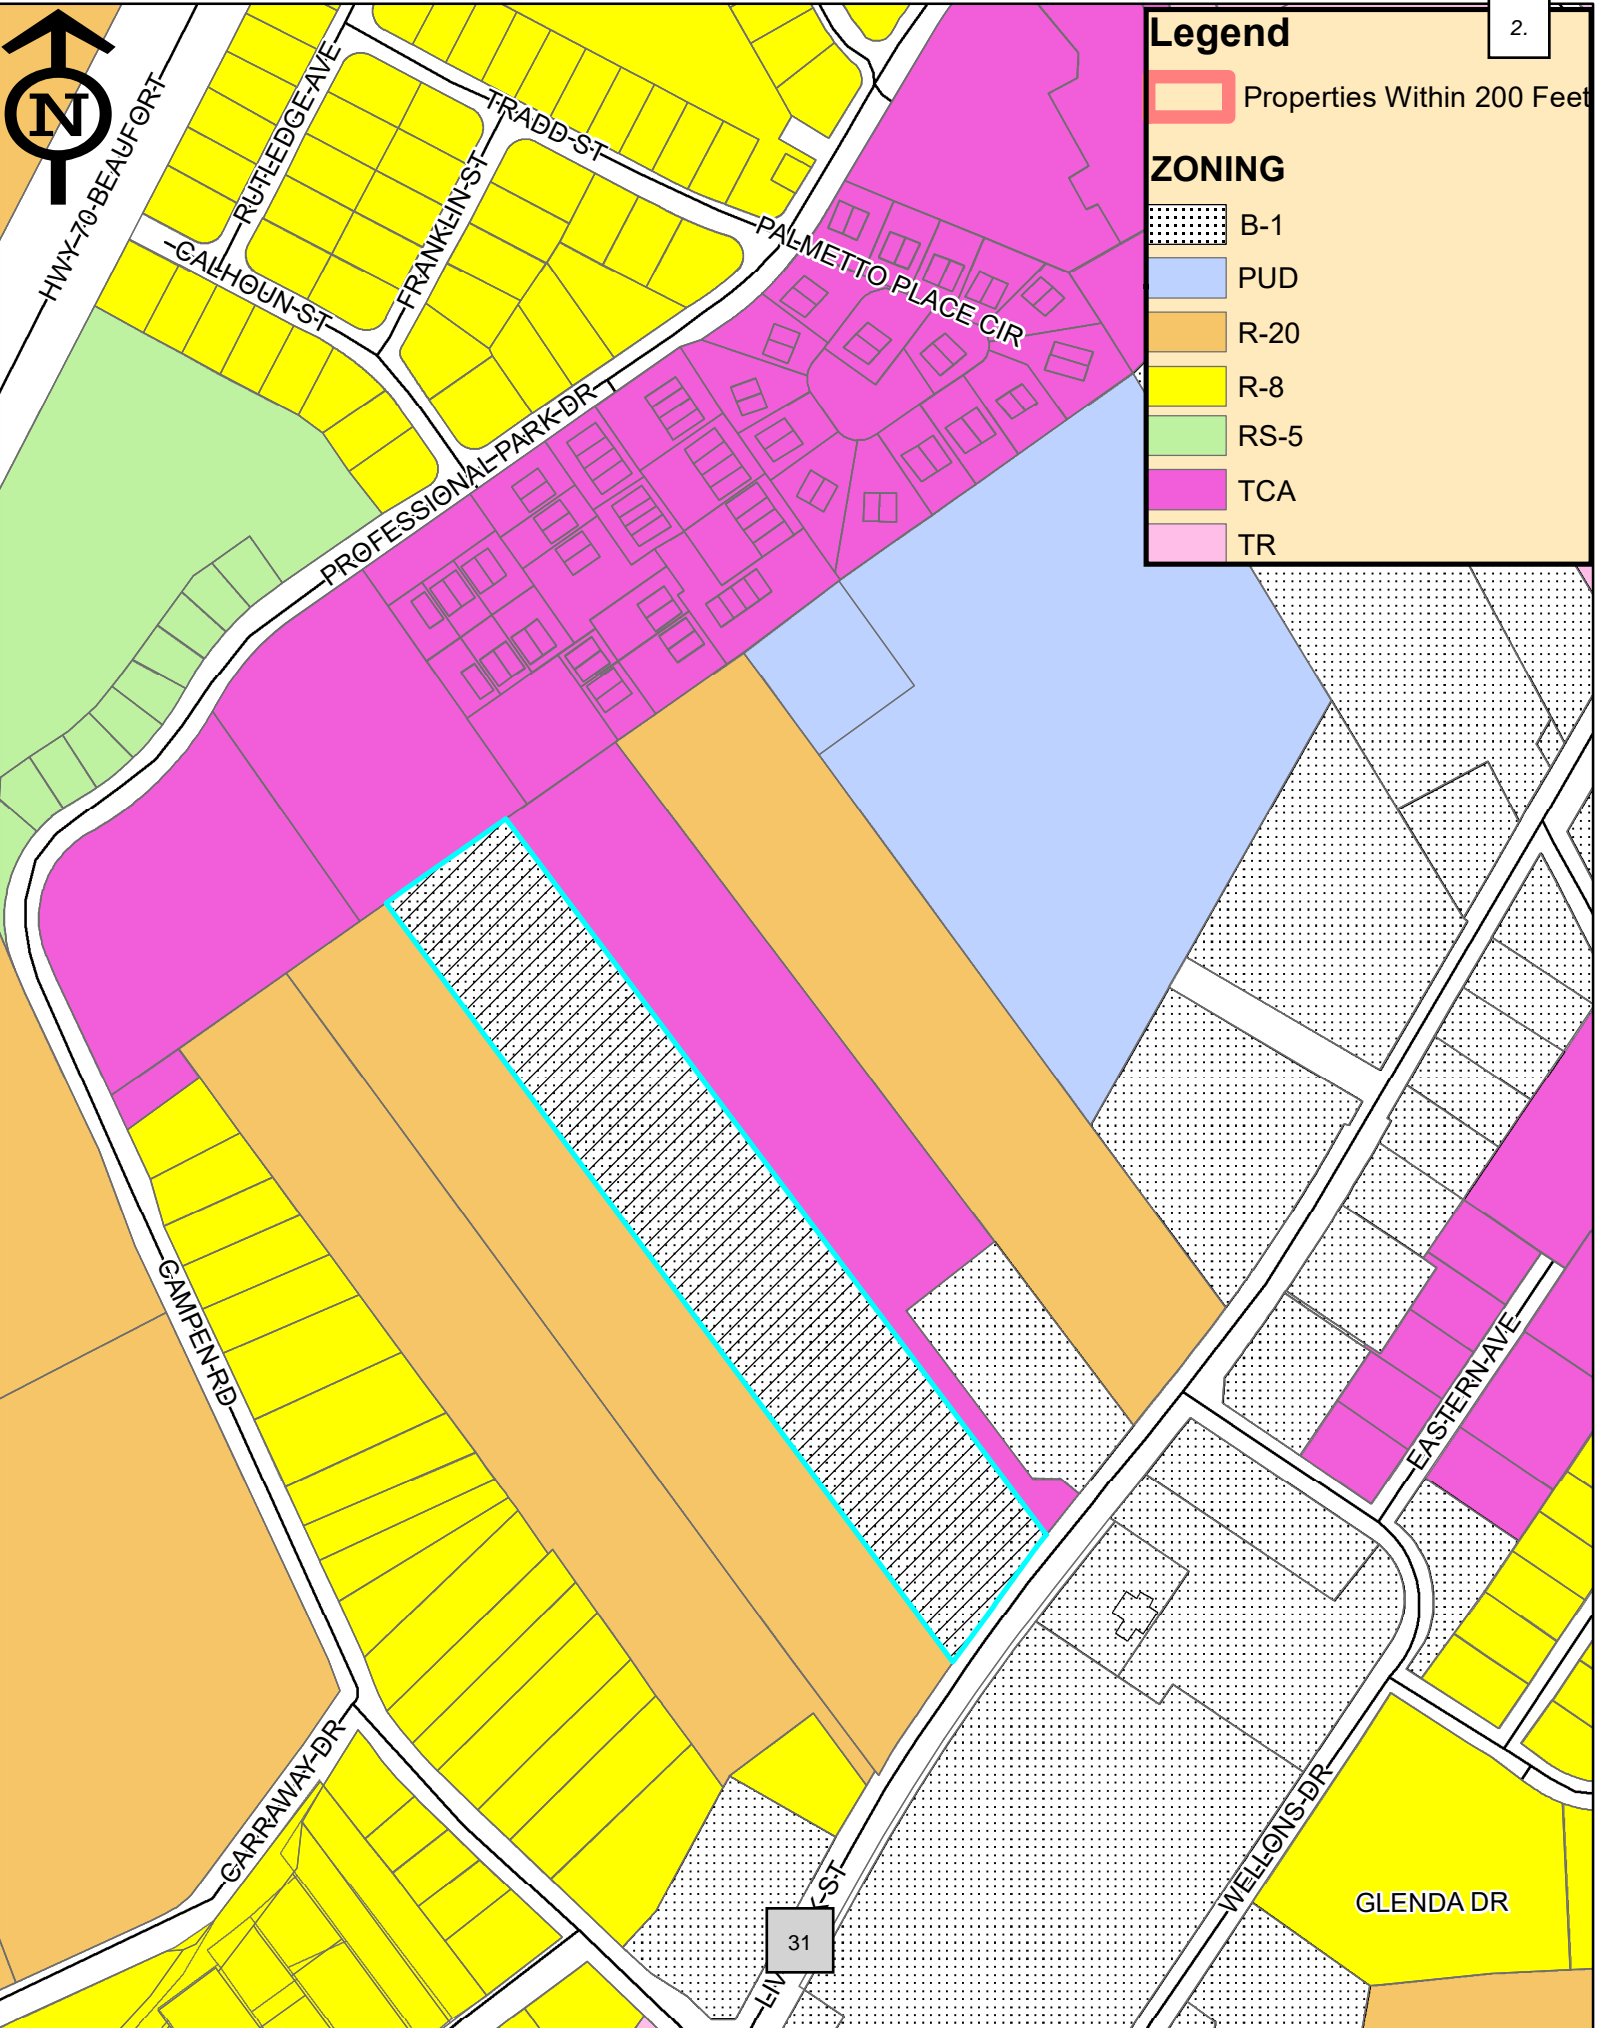 Legend
2.
Properties Within 200 Feet
ZONING
B-1
PUD
R-20
R-8
RS-5
TCA
TR
N
HWY 70 BEAUFORT
RUTLEDGE AVE
TRADD ST
FRANKLIN ST
CALHOUN ST
PALMETTO PLACE CIR
PROFESSIONAL PARK DR
CAMPEN RD
EASTERN AVE
CARRAWAY DR
WELLONS DR
GLENDA DR
ST
31